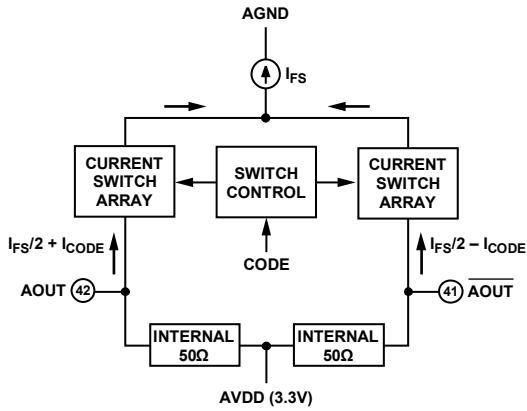 AGND
I_FS
CURRENT
SWITCH
ARRAY
SWITCH
CONTROL
CURRENT
SWITCH
ARRAY
I_FS/2 + I_CODE
CODE
I_FS/2 – I_CODE
AOUT 42
41 A̅O̅U̅T̅
INTERNAL
50Ω
INTERNAL
50Ω
AVDD (3.3V)